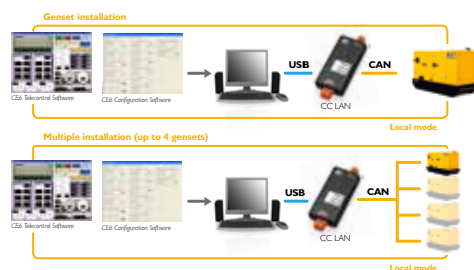 Genset installation
USB
CAN
CC LAN
CE6 Telecontrol Software
CE6 Configuration Software
Local mode
Multiple installation (up to 4 gensets)
USB
CAN
CC LAN
CE6 Telecontrol Software
CE6 Configuration Software
Local mode